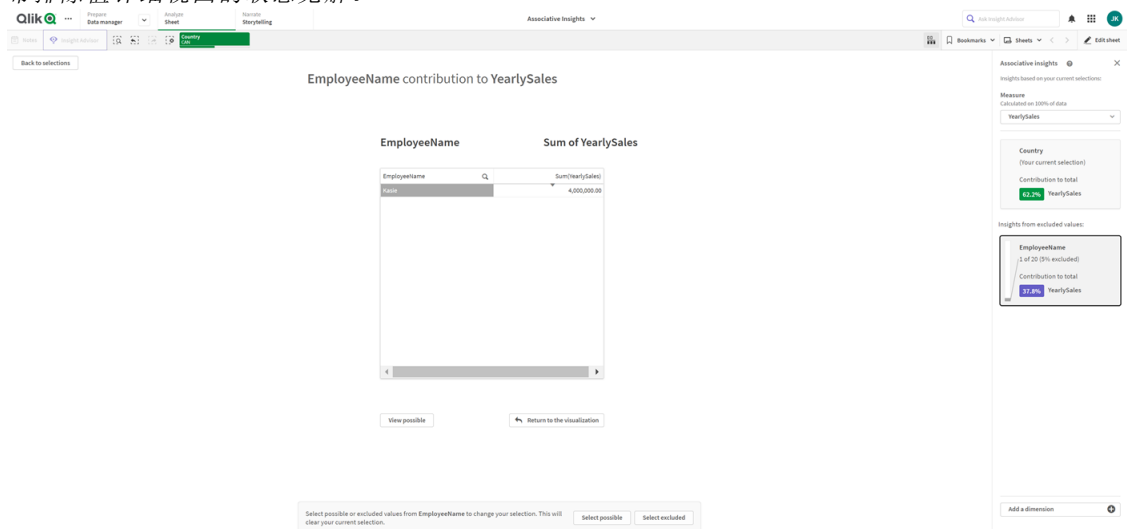 Qlik
Prepare
Data manager
Analyze
Sheet
Narrate
Storytelling
Associative Insights
Ask Insight Advisor
JK
Notes
Insight Advisor
Country
CAN
Bookmarks
Sheets
Edit sheet
Back to selections
EmployeeName contribution to YearlySales
EmployeeName
Sum of YearlySales
EmployeeName
Sum(YearlySales)
Kasie
4,000,000.00
View possible
Return to the visualization
Select possible or excluded values from EmployeeName to change your selection. This will
clear your current selection.
Select possible
Select excluded
Associative insights
Insights based on your current selections:
Measure
Calculated on 100% of data
YearlySales
Country
(Your current selection)
Contribution to total
62.2% YearlySales
Insights from excluded values:
EmployeeName
1 of 20 (5% excluded)
Contribution to total
37.8% YearlySales
Add a dimension